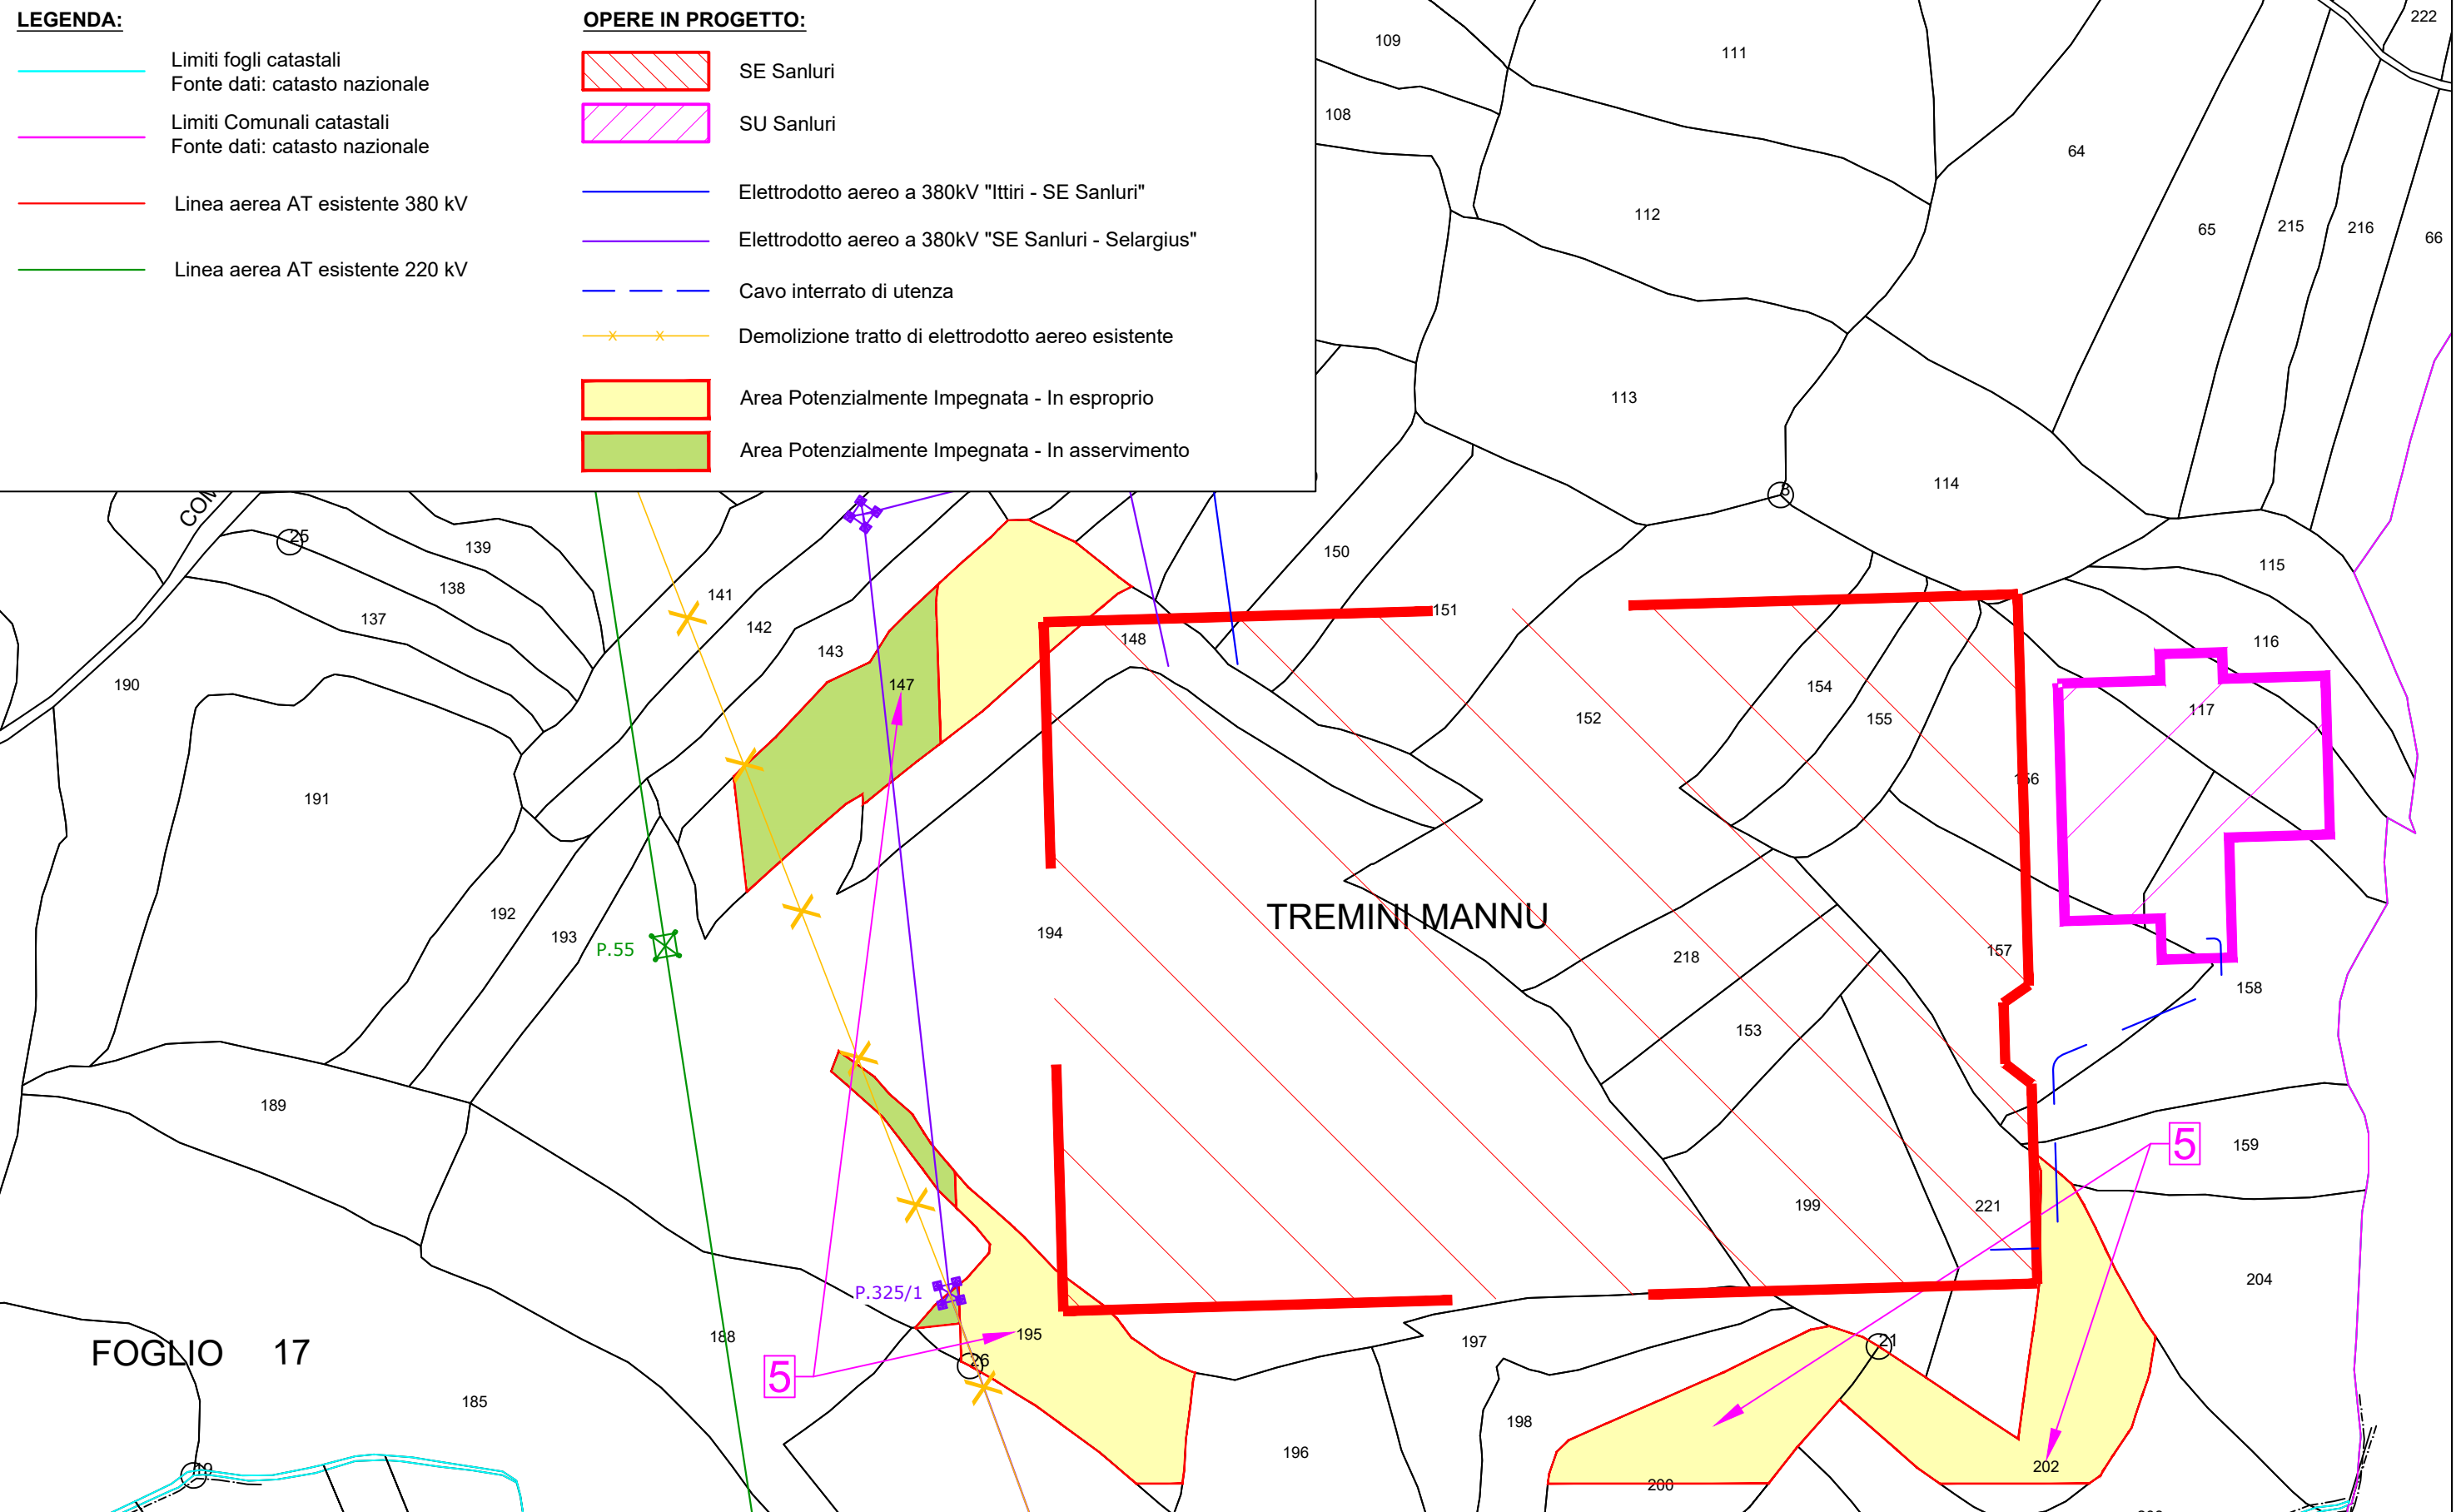 LEGENDA:
Limiti fogli catastali
Fonte dati: catasto nazionale
Limiti Comunali catastali
Fonte dati: catasto nazionale
Linea aerea AT esistente 380 kV
Linea aerea AT esistente 220 kV
OPERE IN PROGETTO:
SE Sanluri
SU Sanluri
Elettrodotto aereo a 380kV "Ittiri - SE Sanluri"
Elettrodotto aereo a 380kV "SE Sanluri - Selargius"
Cavo interrato di utenza
Demolizione tratto di elettrodotto aereo esistente
Area Potenzialmente Impegnata - In esproprio
Area Potenzialmente Impegnata - In asservimento
222
109
111
108
64
112
65
215
216
66
113
114
8
COM
25
139
138
137
141
142
143
150
151
148
147
115
116
117
190
191
152
154
155
156
192
193
P.55
194
TREMINI MANNU
218
157
158
153
189
159
5
199
221
204
P.325/1
188
195
26
5
197
21
FOGLIO 17
185
198
196
202
200
19